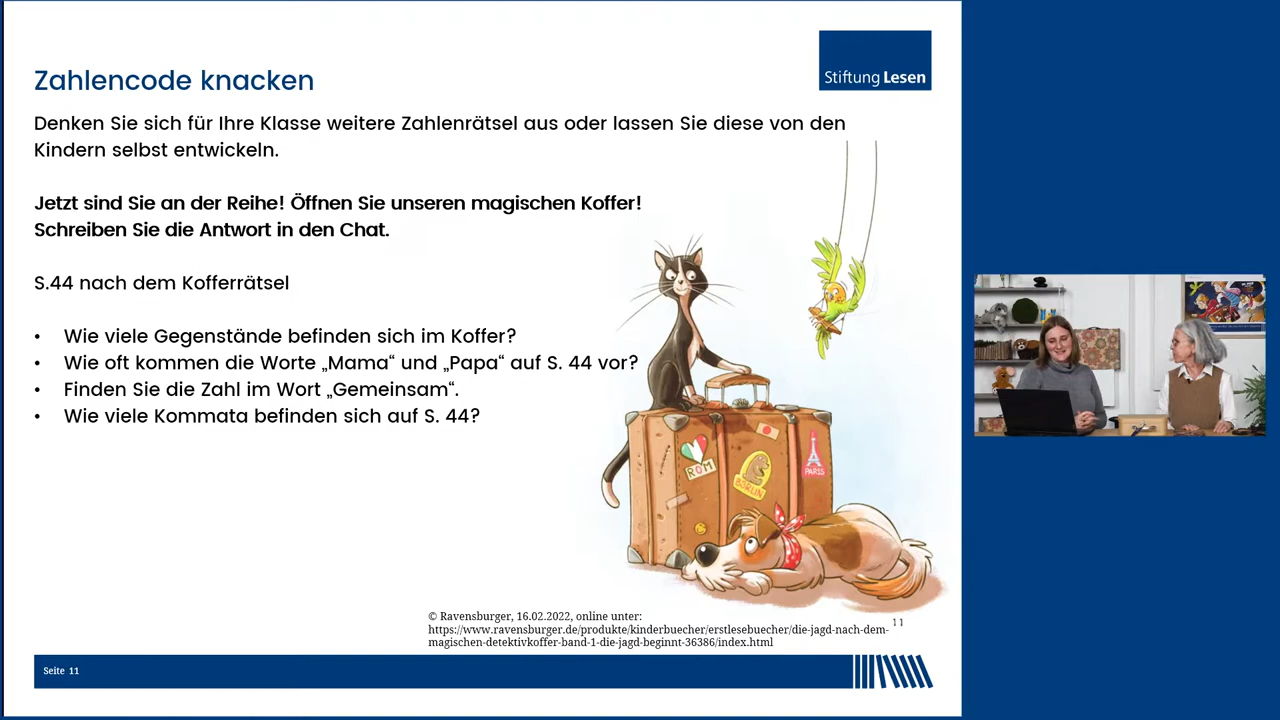 Stiftung Lesen
Zahlencode knacken
Denken Sie sich für Ihre Klasse weitere Zahlenrätsel aus oder lassen Sie diese von den
Kindern selbst entwickeln.
Jetzt sind Sie an der Reihe! Öffnen Sie unseren magischen Koffer!
Schreiben Sie die Antwort in den Chat.
S.44 nach dem Kofferrätsel
• Wie viele Gegenstände befinden sich im Koffer?
• Wie oft kommen die Worte „Mama“ und „Papa“ auf S. 44 vor?
• Finden Sie die Zahl im Wort „Gemeinsam“.
• Wie viele Kommata befinden sich auf S. 44?
ROM
BERLIN
PARIS
© Ravensburger, 16.02.2022, online unter:
https://www.ravensburger.de/produkte/kinderbuecher/erstlesebuecher/die-jagd-nach-dem-
magischen-detektivkoffer-band-1-die-jagd-beginnt-36386/index.html
11
Seite 11